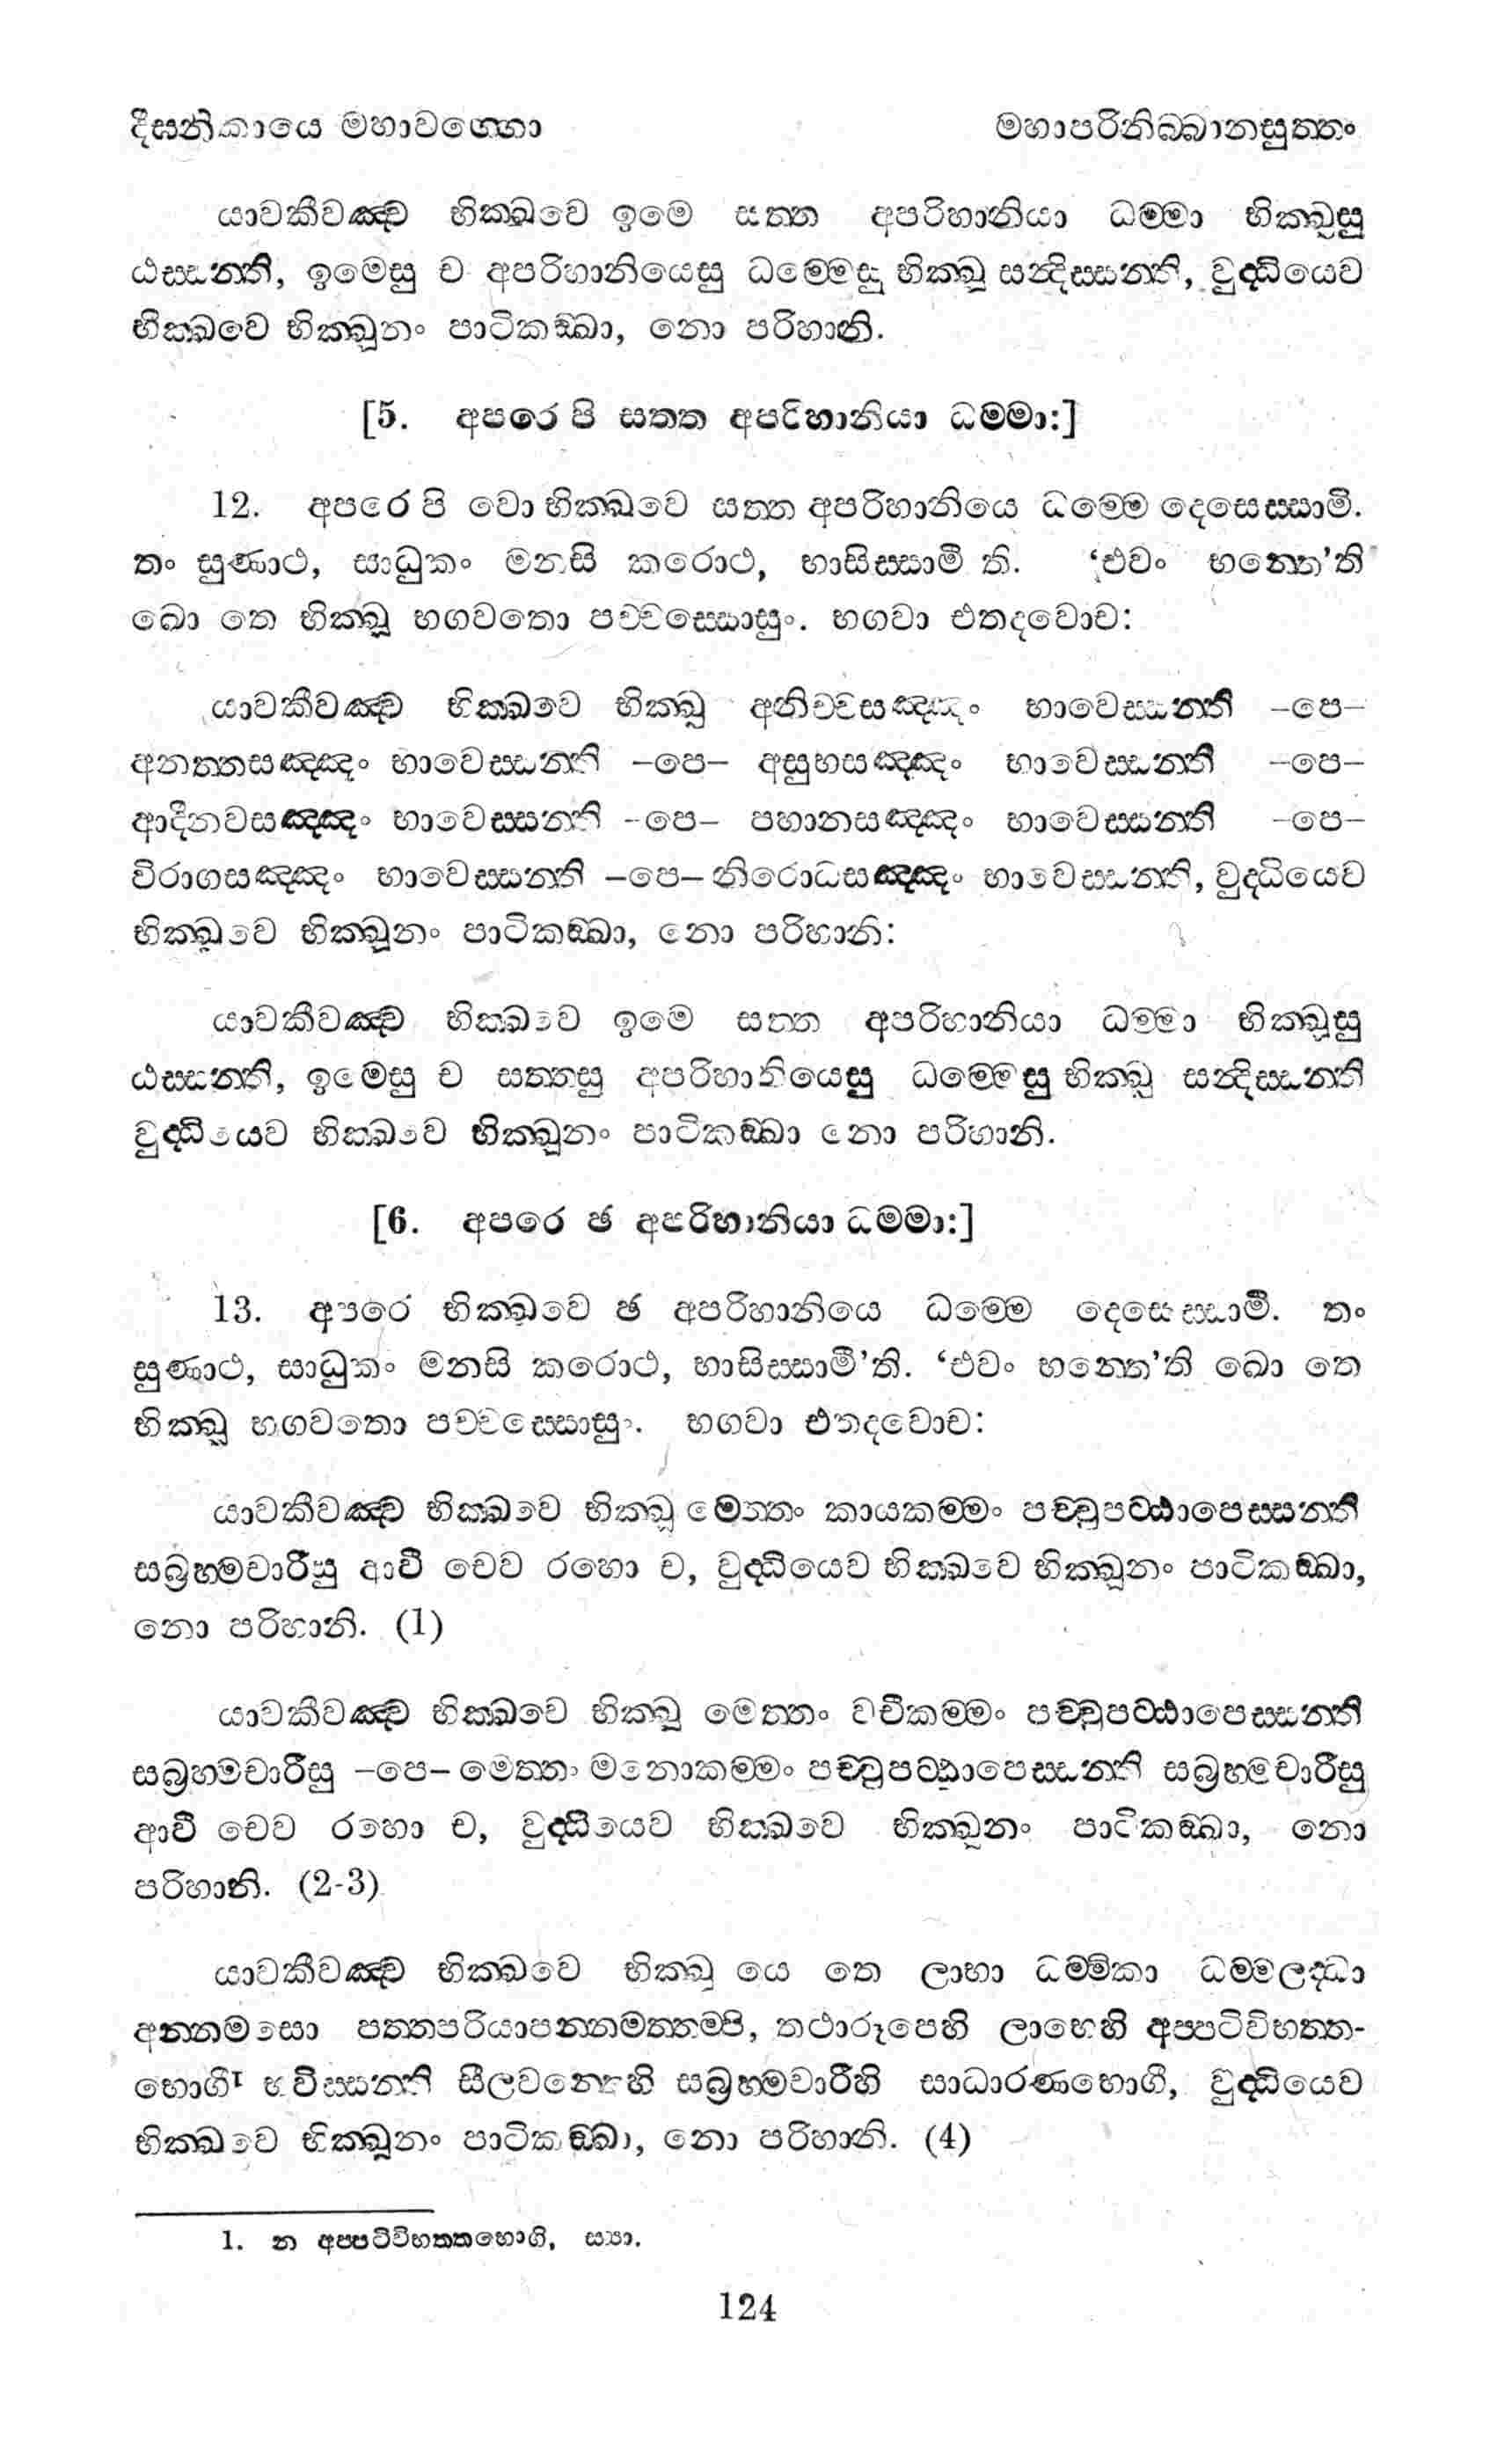 දීඝනිකායෙ මහාවග්ගො මහාපරිනිබ්බානසුත්තං
යාවකීවඤ්ච භික්ඛවෙ ඉමෙ සත්ත අපරිහානියා ධම්මා භික්ඛුසු
ඨස්සන්ති, ඉමෙසු ච අපරිහානියෙසු ධම්මෙසු භික්ඛූ සන්දිස්සන්ති, වුද්ධියෙව
භික්ඛවෙ භික්ඛූනං පාටිකඞ්ඛා, නො පරිහානි.
[5. අපරෙ පි සත්ත අපරිහානියා ධම්මා:]
12. අපරෙ පි වො භික්ඛවෙ සත්ත අපරිහානියෙ ධම්මෙ දෙසෙස්සාමි.
තං සුණාථ, සාධුකං මනසි කරොථ, භාසිස්සාමී ති. ‘එවං භන්තෙ’ති
ඛො තෙ භික්ඛූ භගවතො පච්චස්සොසුං. භගවා එතදවොච:
යාවකීවඤ්ච භික්ඛවෙ භික්ඛු අනිච්චසඤ්ඤං භාවෙස්සන්ති –පෙ–
අනත්තසඤ්ඤං භාවෙස්සන්ති –පෙ– අසුභසඤ්ඤං භාවෙස්සන්ති –පෙ–
ආදීනවසඤ්ඤං භාවෙස්සන්ති –පෙ– පහානසඤ්ඤං භාවෙස්සන්ති –පෙ–
විරාගසඤ්ඤං භාවෙස්සන්ති –පෙ– නිරොධසඤ්ඤං භාවෙස්සන්ති, වුද්ධියෙව
භික්ඛවෙ භික්ඛූනං පාටිකඞ්ඛා, නො පරිහානි:
යාවකීවඤ්ච භික්ඛවෙ ඉමෙ සත්ත අපරිහානියා ධම්මා භික්ඛූසු
ඨස්සන්ති, ඉමෙසු ච සත්තසු අපරිහානියෙසු ධම්මෙසු භික්ඛු සන්දිස්සන්ති
වුද්ධියෙව භික්ඛවෙ භික්ඛූනං පාටිකඞ්ඛා නො පරිහානි.
[6. අපරෙ ඡ අපරිහානියා ධම්මා:]
13. අපරෙ භික්ඛවෙ ඡ අපරිහානියෙ ධම්මෙ දෙසෙස්සාමි. තං
සුණාථ, සාධුකං මනසි කරොථ, භාසිස්සාමී’ති. ‘එවං භන්තෙ’ති ඛො තෙ
භික්ඛූ භගවතො පච්චස්සොසුං. භගවා එතදවොච:
යාවකීවඤ්ච භික්ඛවෙ භික්ඛූ මෙත්තං කායකම්මං පච්චුපට්ඨාපෙස්සන්ති
සබ්‍රහ්මචාරීසු ආවී චෙව රහො ච, වුද්ධියෙව භික්ඛවෙ භික්ඛූනං පාටිකඞ්ඛා,
නො පරිහානි. (1)
යාවකීවඤ්ච භික්ඛවෙ භික්ඛූ මෙත්තං වචීකම්මං පච්චුපට්ඨාපෙස්සන්ති
සබ්‍රහ්මචාරීසු –පෙ– මෙත්තං මනොකම්මං පච්චුපට්ඨාපෙස්සන්ති සබ්‍රහ්මචාරීසු
ආවී චෙව රහො ච, වුද්ධියෙව භික්ඛවෙ භික්ඛූනං පාටිකඞ්ඛා, නො
පරිහානි. (2-3)
යාවකීවඤ්ච භික්ඛවෙ භික්ඛු යෙ තෙ ලාභා ධම්මිකා ධම්මලද්ධා
අන්තමසො පත්තපරියාපන්නමත්තම්පි, තථාරූපෙහි ලාභෙහි අප්පටිවිභත්ත-
භොගී¹ භවිස්සන්ති සීලවන්තෙහි සබ්‍රහ්මචාරීහි සාධාරණභොගී, වුද්ධියෙව
භික්ඛවෙ භික්ඛූනං පාටිකඞ්ඛා, නො පරිහානි. (4)
1. න අප්පටිවිභත්තභොගි, ස්‍යා.
124